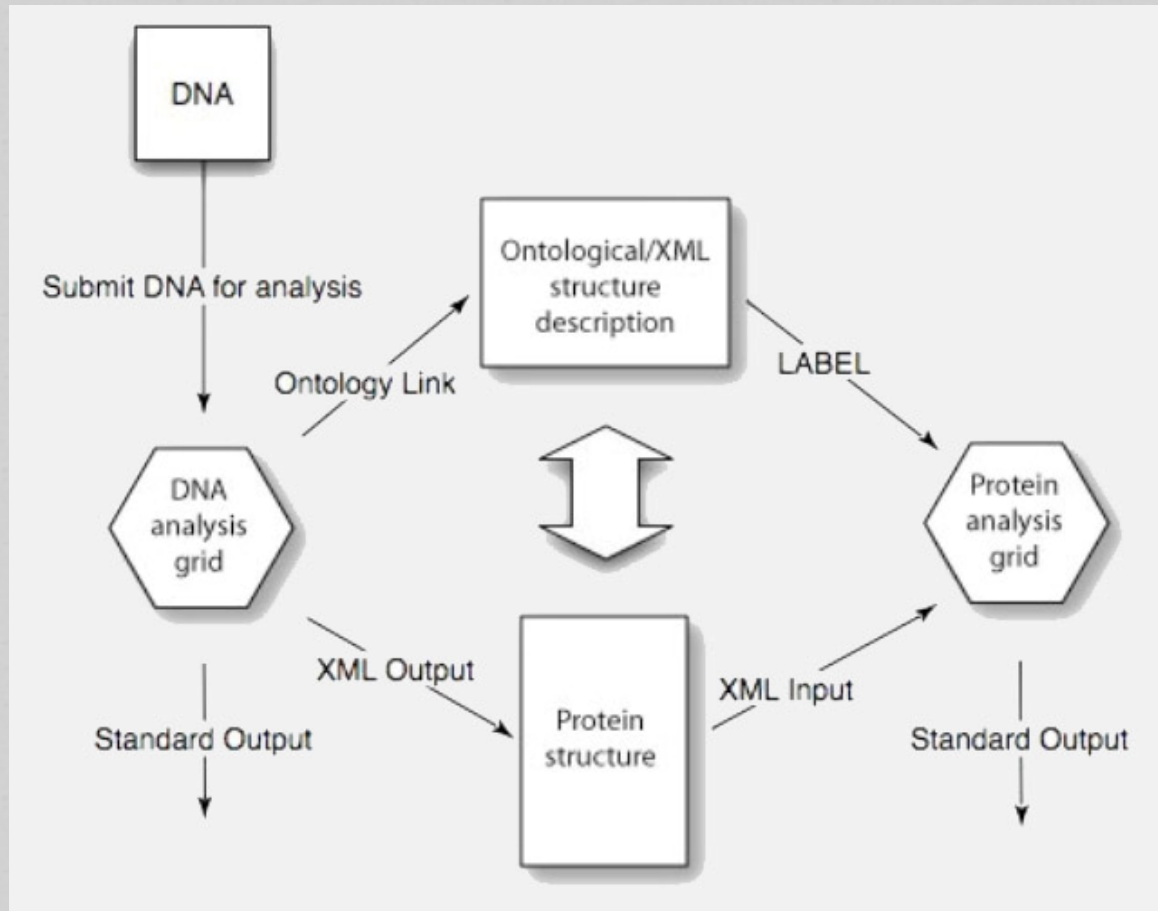 DNA
Submit DNA for analysis
Ontological/XML
structure
description
Ontology Link
LABEL
DNA
analysis
grid
Protein
analysis
grid
XML Output
Protein
structure
XML Input
Standard Output
Standard Output